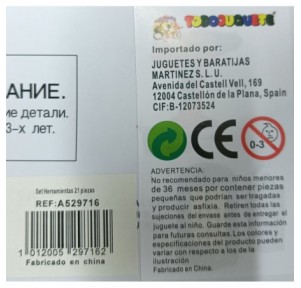 АНИЕ.
ие детали.
3-х лет.
Set Herramientas 21 piezas
REF:A529716
1 012005 297162
Fabricado en china
TODOJUGUETE
Importado por:
JUGUETES Y BARATIJAS
MARTINEZ S. L. U.
Avenida del Castell Vell, 169
12004 Castellón de la Plana, Spain
CIF:B-12073524
CE
0-3
ADVERTENCIA:
No recomendado para niños menores
de 36 meses por contener piezas
pequeñas que podrían ser tragadas
y producir asfixia. Retiren todas las
sujeciones del envase antes de entregar el
juguete al niño. Guarde esta información
para futuras consultas. Los colores y
especificaciones del producto pueden
variar con respecto a lo ilustrado.
Fabricado en China.